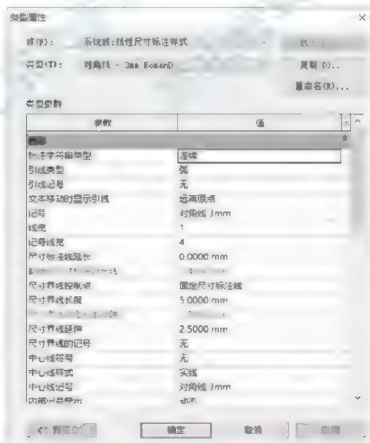 类型属性
族(F): 系统族:线性尺寸标注样式
类型(T): 对角线 - 3mm RomanD 复制(D)...
重命名(R)...
类型参数
参数 值
图形
标注字符串类型 连续
引线类型 弧
引线记号 无
文本移动时显示引线 远离原点
记号 对角线 3mm
线宽 1
记号线宽 4
尺寸标注线延长 0.0000 mm
尺寸界线控制点 固定尺寸标注线
尺寸界线长度 5.0000 mm
尺寸界线延伸 2.5000 mm
尺寸界线的记号 无
中心线符号 无
中心线样式 实线
中心线记号 对角线 3mm
内部记号显示 动态
确定 取消 应用